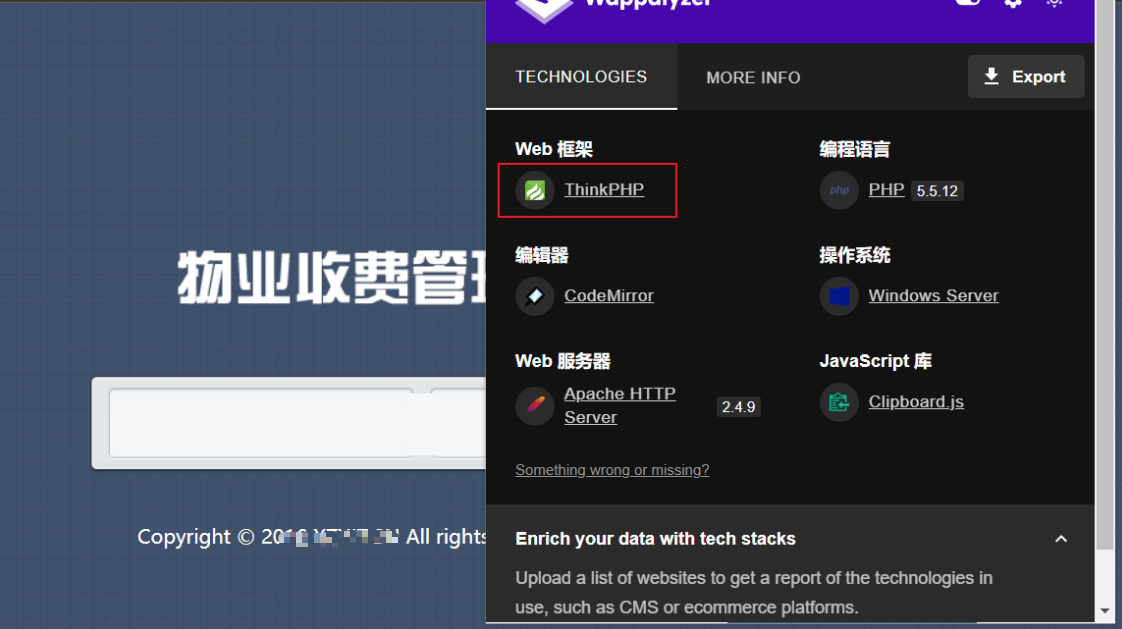 Wappalyzer
TECHNOLOGIES
MORE INFO
Export
Web 框架
ThinkPHP
编程语言
php
PHP 5.5.12
编辑器
CodeMirror
操作系统
Windows Server
Web 服务器
Apache HTTP
Server
2.4.9
JavaScript 库
Clipboard.js
Something wrong or missing?
Enrich your data with tech stacks
Upload a list of websites to get a report of the technologies in
use, such as CMS or ecommerce platforms.
物业收费管
Copyright © All rights